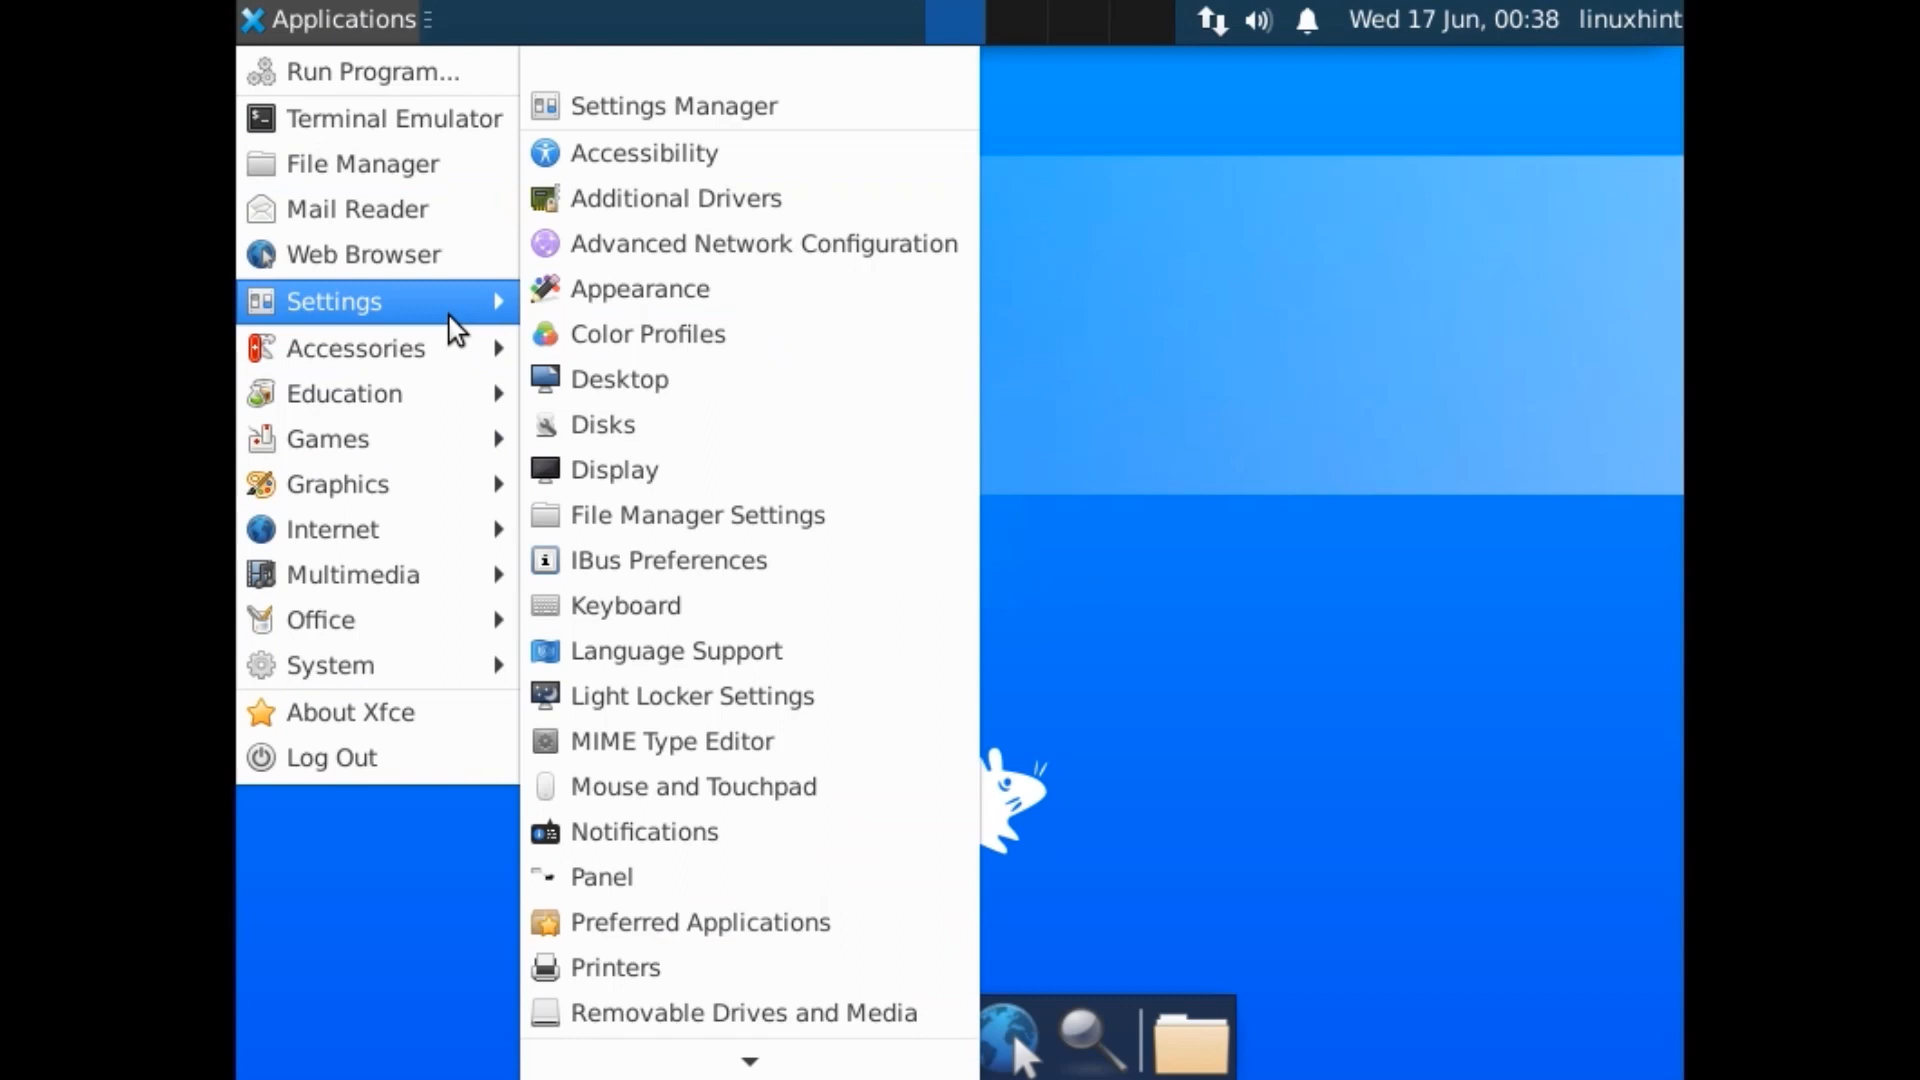 Applications
Wed 17 Jun, 00:38 linuxhint
Run Program...
Terminal Emulator
File Manager
Mail Reader
Web Browser
Settings
Accessories
Education
Games
Graphics
Internet
Multimedia
Office
System
About Xfce
Log Out
Settings Manager
Accessibility
Additional Drivers
Advanced Network Configuration
Appearance
Color Profiles
Desktop
Disks
Display
File Manager Settings
IBus Preferences
Keyboard
Language Support
Light Locker Settings
MIME Type Editor
Mouse and Touchpad
Notifications
Panel
Preferred Applications
Printers
Removable Drives and Media